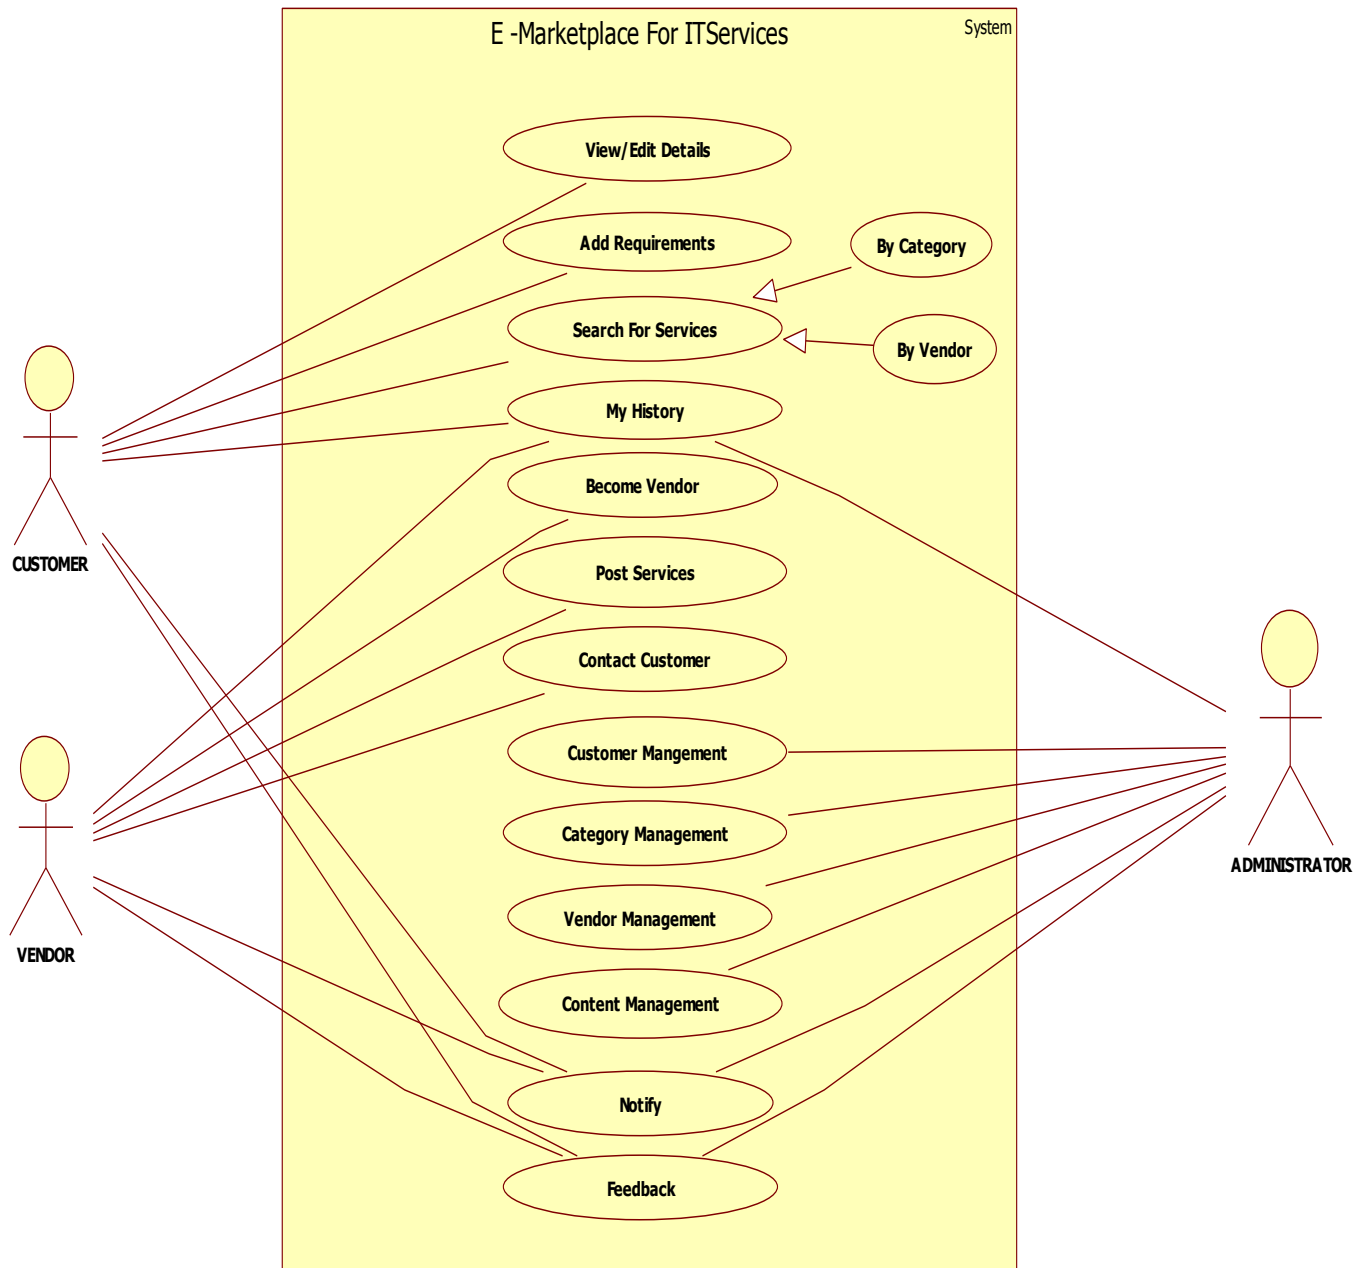 E -Marketplace For ITServices
System
View/Edit Details
Add Requirements
By Category
Search For Services
By Vendor
My History
Become Vendor
CUSTOMER
Post Services
Contact Customer
Customer Mangement
Category Management
ADMINISTRATOR
Vendor Management
VENDOR
Content Management
Notify
Feedback